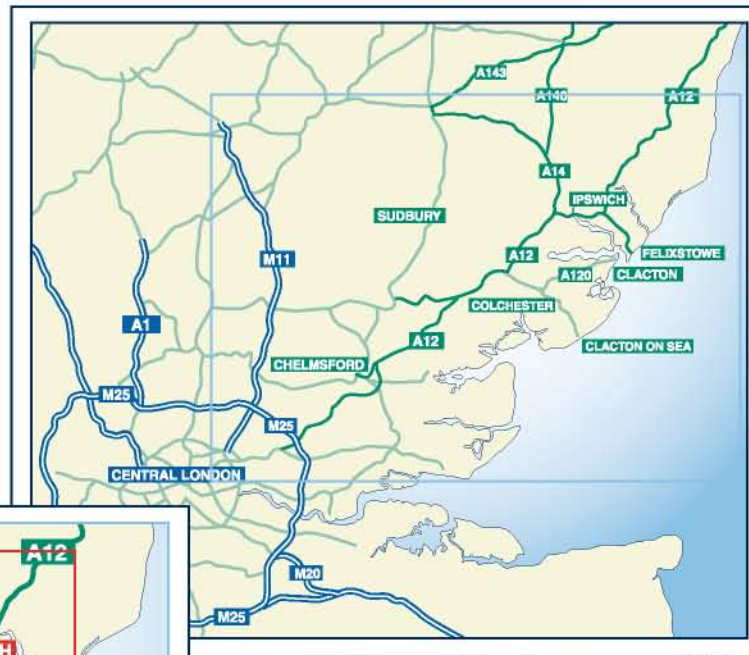 A143
A140
A12
A14
IPSWICH
SUDBURY
A12
FELIXSTOWE
M11
A120
CLACTON
COLCHESTER
A1
A12
CLACTON ON SEA
CHELMSFORD
M25
M25
CENTRAL LONDON
A12
M20
M25
H